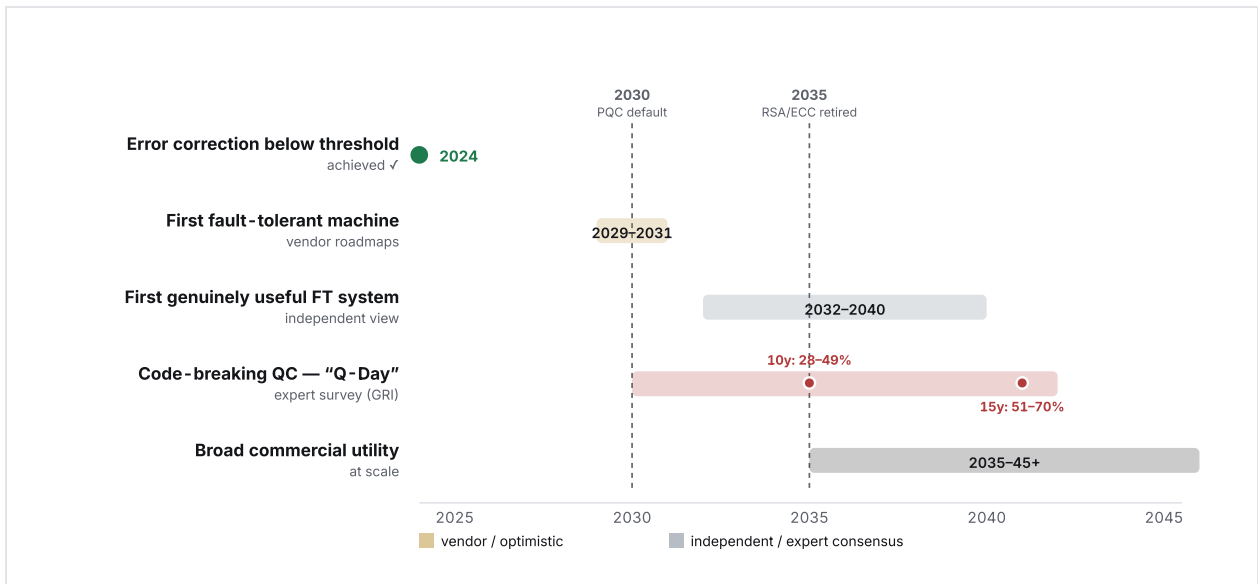 2030
PQC default
2035
RSA/ECC retired
Error correction below threshold
achieved ✓
2024
First fault-tolerant machine
vendor roadmaps
2029–2031
First genuinely useful FT system
independent view
2032–2040
Code-breaking QC — “Q-Day”
expert survey (GRI)
10y: 28–49%
15y: 51–70%
Broad commercial utility
at scale
2035–45+
2025 2030 2035 2040 2045
vendor / optimistic
independent / expert consensus